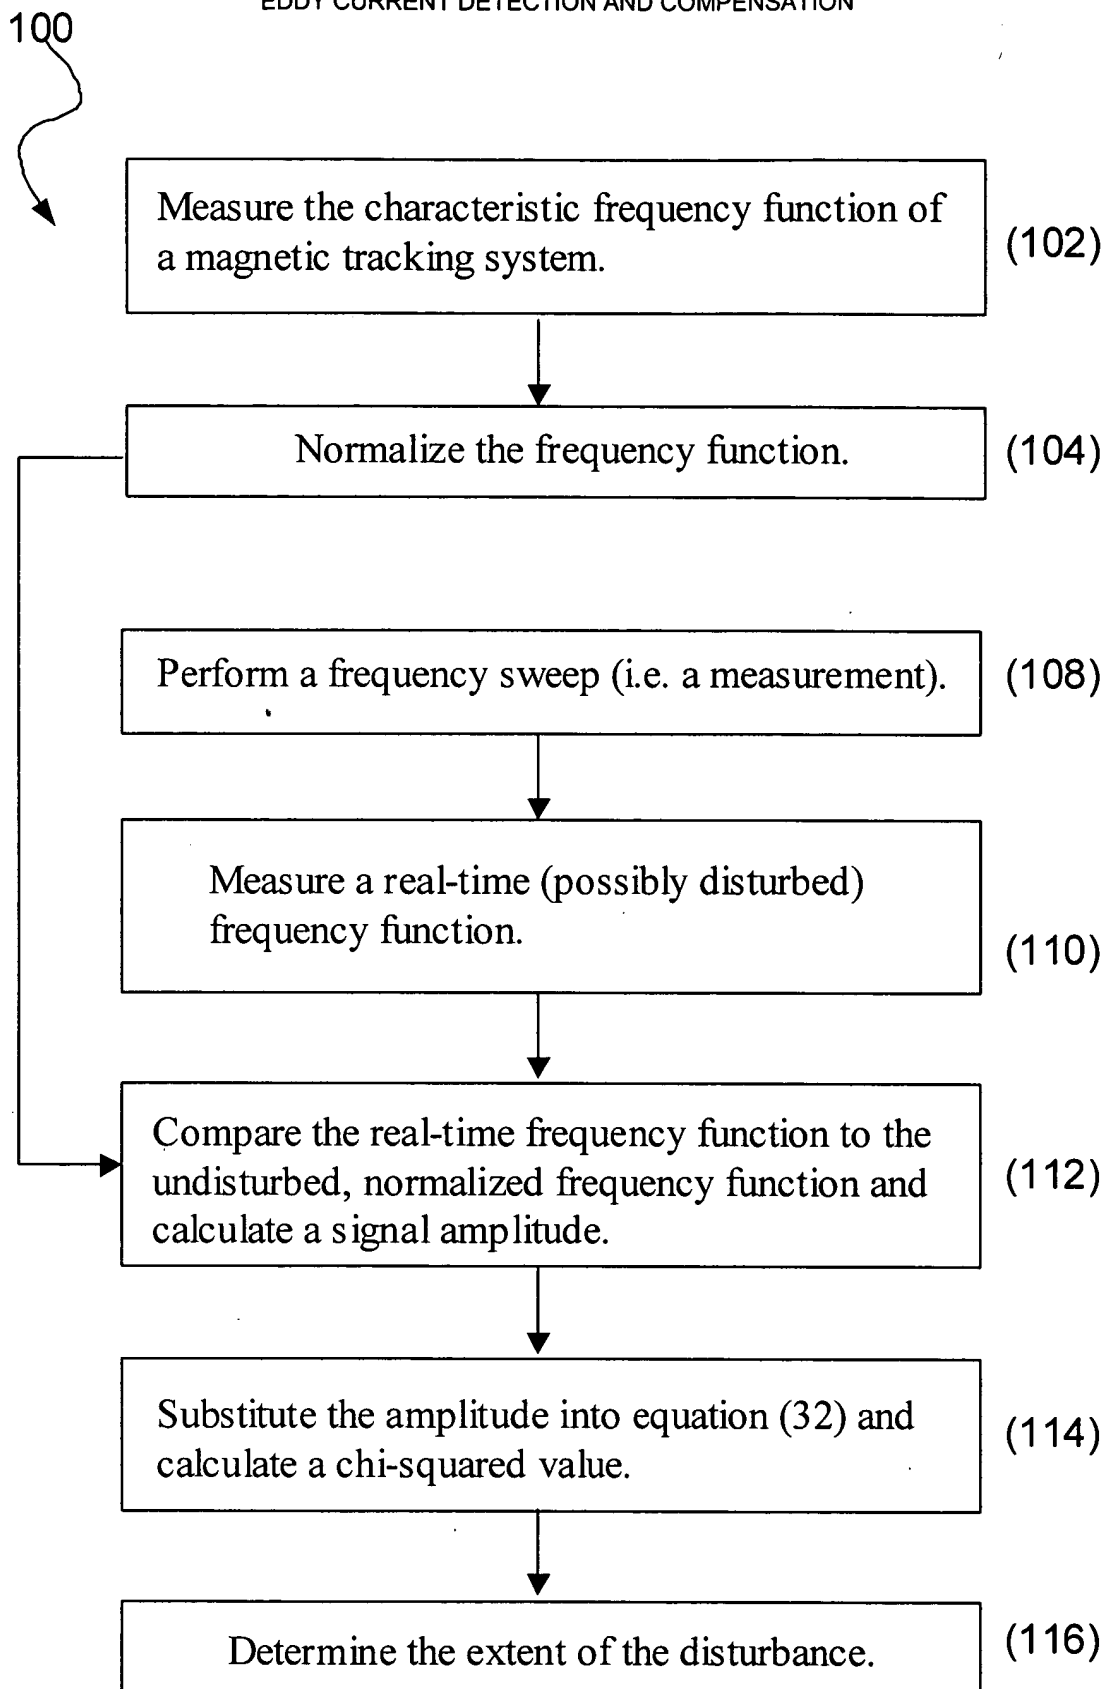 EDDY CURRENT DETECTION AND COMPENSATION
100
Measure the characteristic frequency function of
a magnetic tracking system.
(102)
Normalize the frequency function.
(104)
Perform a frequency sweep (i.e. a measurement).
(108)
Measure a real-time (possibly disturbed)
frequency function.
(110)
Compare the real-time frequency function to the
undisturbed, normalized frequency function and
calculate a signal amplitude.
(112)
Substitute the amplitude into equation (32) and
calculate a chi-squared value.
(114)
Determine the extent of the disturbance.
(116)